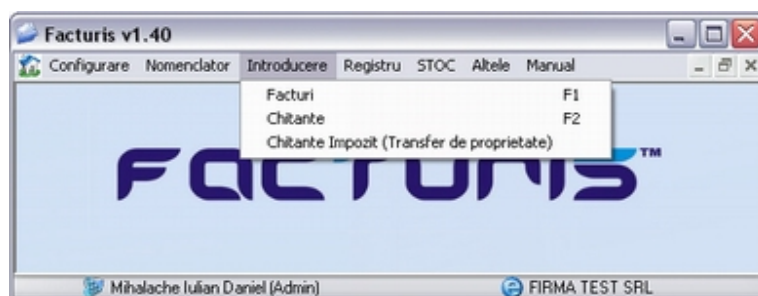 Facturis v1.40
Configurare Nomenclator Introducere Registru STOC Altele Manual
Facturi F1
Chitante F2
Chitante Impozit (Transfer de proprietate)
FACTURIS™
Mihalache Iulian Daniel (Admin) FIRMA TEST SRL